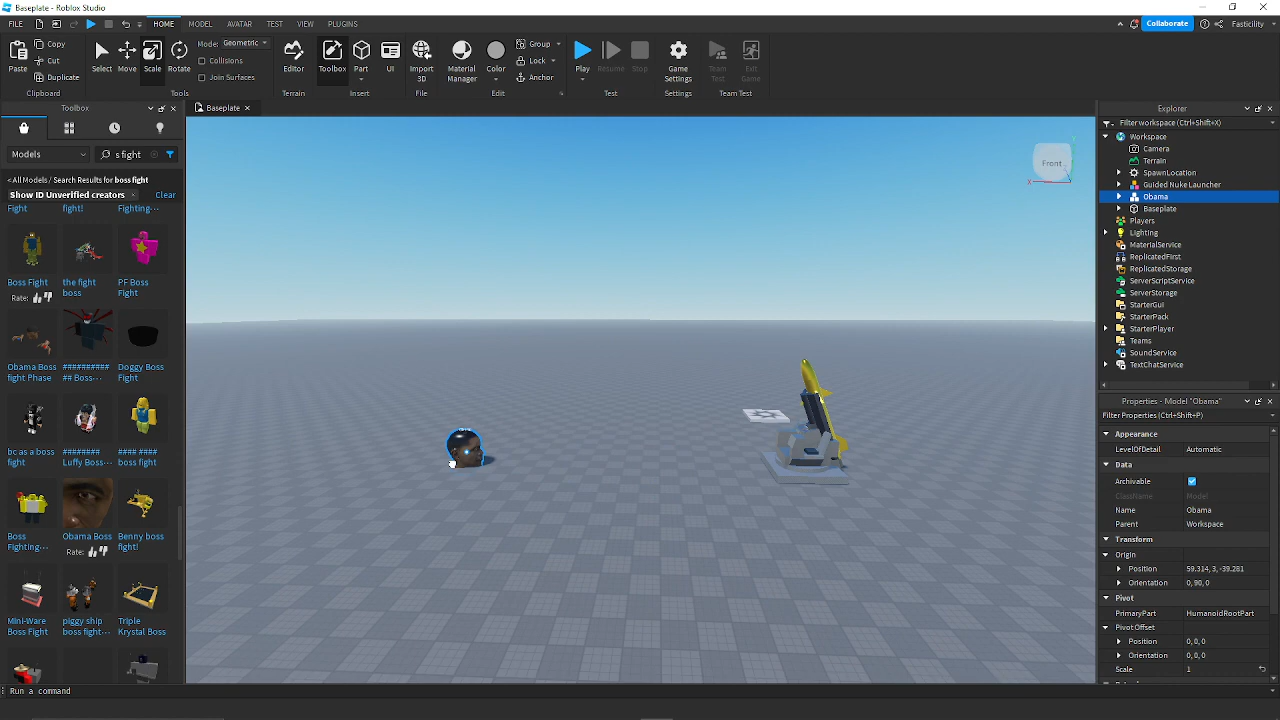 Baseplate - Roblox Studio
FILE HOME MODEL AVATAR TEST VIEW PLUGINS Collaborate Fasticility
Copy
Cut
Duplicate
Paste
Clipboard
Select Move Scale Rotate
Mode: Geometric
Collisions
Join Surfaces
Tools
Editor
Terrain
Toolbox Part UI
Insert
Import
3D
File
Material
Manager
Color
Group
Lock
Anchor
Edit
Play Resume Stop
Test
Game
Settings
Settings
Team
Test
Exit
Game
Team Test
Toolbox
Baseplate
Models
s fight
< All Models / Search Results for boss fight
Show ID Unverified creators Clear
Fight fight! Fighting...
Boss Fight
Rate:
the fight
boss
PF Boss
Fight
Obama Boss
fight Phase
##########
## Boss...
Doggy Boss
Fight
bc as a boss
fight
########
Luffy Boss...
#### ####
boss fight
Boss
Fighting...
Obama Boss
Rate:
Benny boss
fight!
Mini-Ware
Boss Fight
piggy ship
boss fight...
Triple
Krystal Boss
Front
X
Y
Explorer
Filter workspace (Ctrl+Shift+X)
Workspace
Camera
Terrain
SpawnLocation
Guided Nuke Launcher
Obama
Baseplate
Players
Lighting
MaterialService
ReplicatedFirst
ReplicatedStorage
ServerScriptService
ServerStorage
StarterGui
StarterPack
StarterPlayer
Teams
SoundService
TextChatService
Properties - Model "Obama"
Filter Properties (Ctrl+Shift+P)
Appearance
LevelOfDetail Automatic
Data
Archivable
ClassName Model
Name Obama
Parent Workspace
Transform
Origin
Position 59.314, 3, -39.281
Orientation 0, 90, 0
Pivot
PrimaryPart HumanoidRootPart
Pivot Offset
Position 0, 0, 0
Orientation 0, 0, 0
Scale 1
Run a command